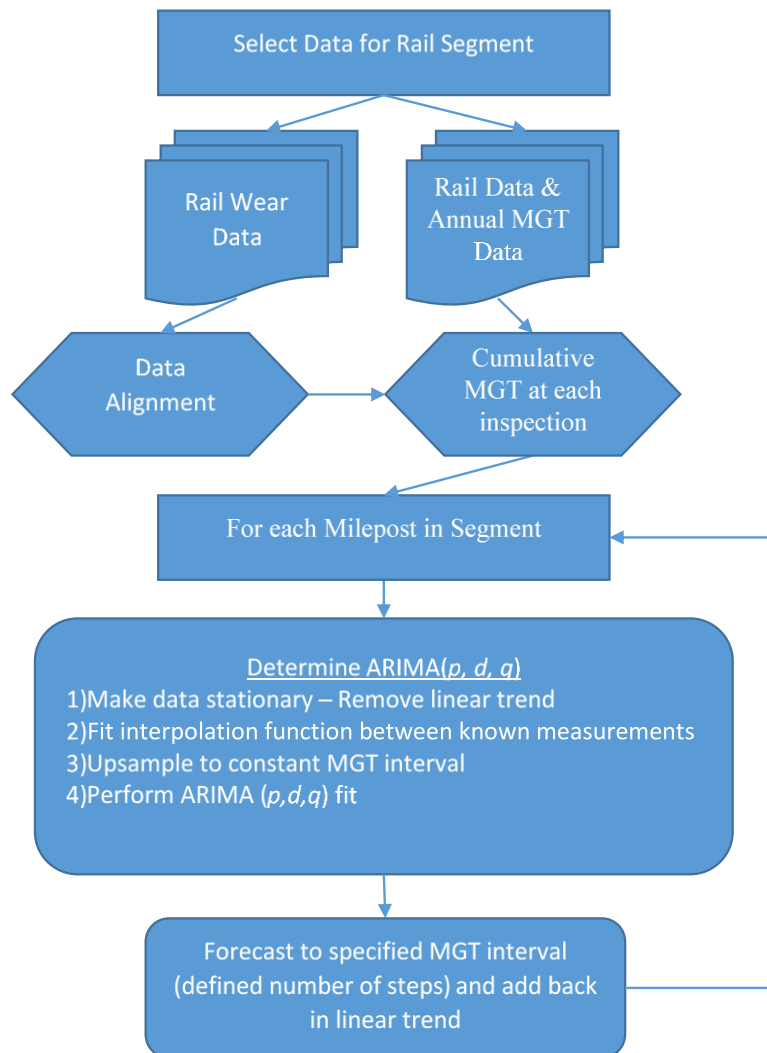 Select Data for Rail Segment
Rail Wear
Data
Rail Data &
Annual MGT
Data
Data
Alignment
Cumulative
MGT at each
inspection
For each Milepost in Segment
Determine ARIMA(p, d, q)
1)Make data stationary – Remove linear trend
2)Fit interpolation function between known measurements
3)Upsample to constant MGT interval
4)Perform ARIMA (p,d,q) fit
Forecast to specified MGT interval
(defined number of steps) and add back
in linear trend